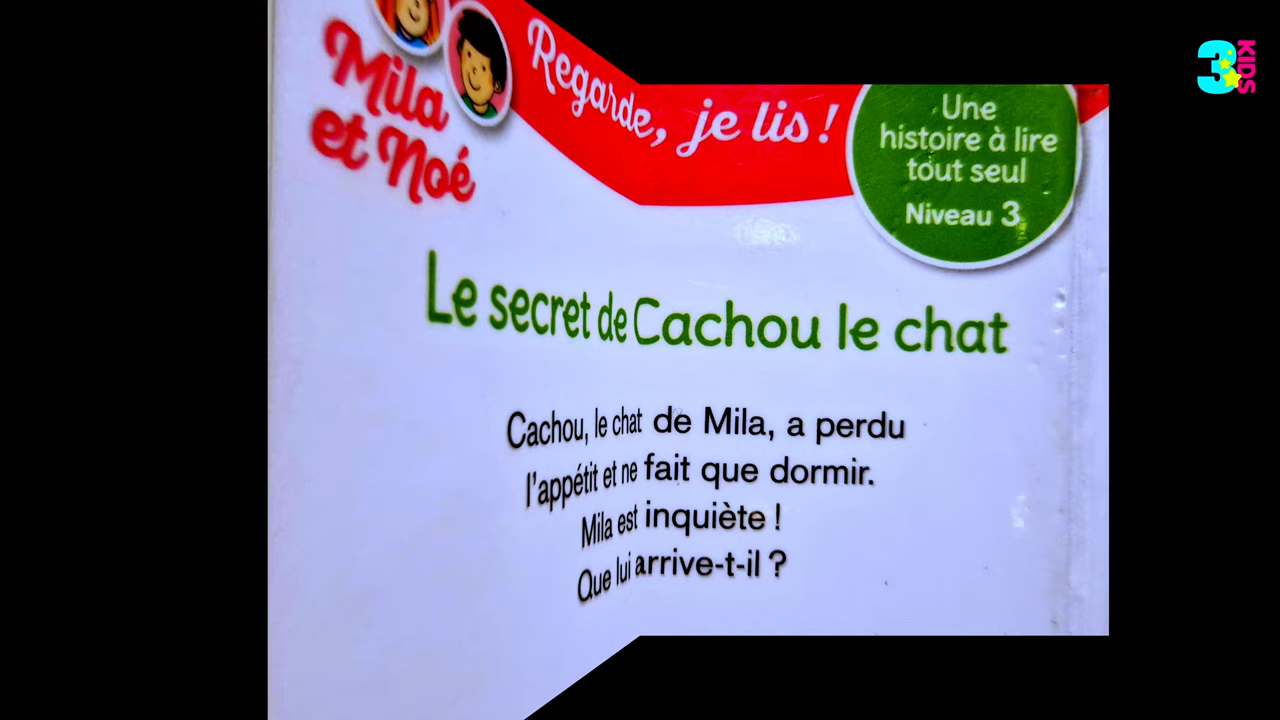 Mila
et Noé
Regarde, je lis !
Une
histoire à lire
tout seul
Niveau 3
Le secret de Cachou le chat
Cachou, le chat de Mila, a perdu
l'appétit et ne fait que dormir.
Mila est inquiète !
Que lui arrive-t-il ?
3 KIDS